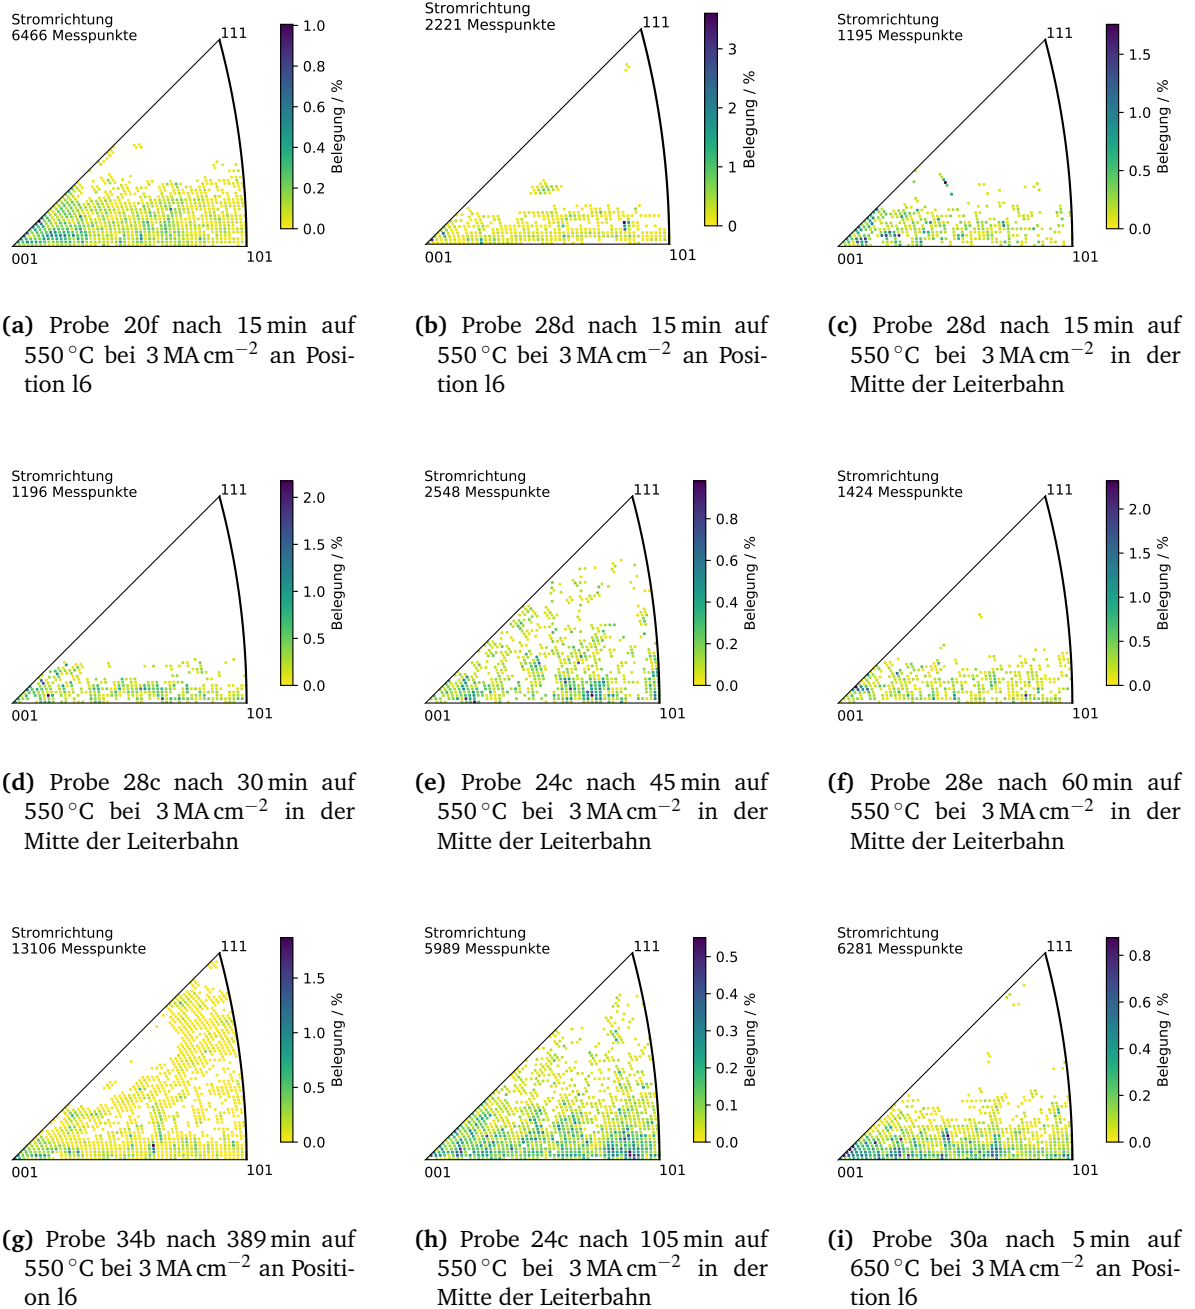 Stromrichtung
6466 Messpunkte
111
001
101
1.0
0.8
0.6
0.4
0.2
0.0
Belegung / %
(a) Probe 20f nach 15 min auf
550 °C bei 3 MA cm−2 an Posi-
tion l6
Stromrichtung
2221 Messpunkte
111
001
101
3
2
1
0
Belegung / %
(b) Probe 28d nach 15 min auf
550 °C bei 3 MA cm−2 an Posi-
tion l6
Stromrichtung
1195 Messpunkte
111
001
101
1.5
1.0
0.5
0.0
Belegung / %
(c) Probe 28d nach 15 min auf
550 °C bei 3 MA cm−2 in der
Mitte der Leiterbahn
Stromrichtung
1196 Messpunkte
111
001
101
2.0
1.5
1.0
0.5
0.0
Belegung / %
(d) Probe 28c nach 30 min auf
550 °C bei 3 MA cm−2 in der
Mitte der Leiterbahn
Stromrichtung
2548 Messpunkte
111
001
101
0.8
0.6
0.4
0.2
0.0
Belegung / %
(e) Probe 24c nach 45 min auf
550 °C bei 3 MA cm−2 in der
Mitte der Leiterbahn
Stromrichtung
1424 Messpunkte
111
001
101
2.0
1.5
1.0
0.5
0.0
Belegung / %
(f) Probe 28e nach 60 min auf
550 °C bei 3 MA cm−2 in der
Mitte der Leiterbahn
Stromrichtung
13106 Messpunkte
111
001
101
1.5
1.0
0.5
0.0
Belegung / %
(g) Probe 34b nach 389 min auf
550 °C bei 3 MA cm−2 an Positi-
on l6
Stromrichtung
5989 Messpunkte
111
001
101
0.5
0.4
0.3
0.2
0.1
0.0
Belegung / %
(h) Probe 24c nach 105 min auf
550 °C bei 3 MA cm−2 in der
Mitte der Leiterbahn
Stromrichtung
6281 Messpunkte
111
001
101
0.8
0.6
0.4
0.2
0.0
Belegung / %
(i) Probe 30a nach 5 min auf
650 °C bei 3 MA cm−2 an Posi-
tion l6